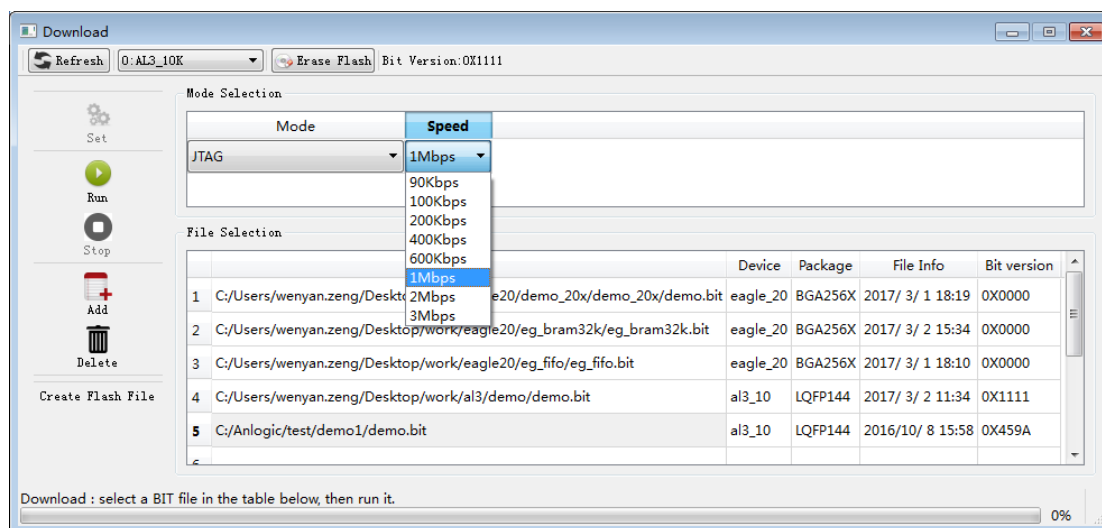 Download
Refresh 0:AL3_10K Erase Flash Bit Version:0X1111
Set
Run
Stop
Add
Delete
Create Flash File
Mode Selection
Mode Speed
JTAG 1Mbps
90Kbps
100Kbps
200Kbps
400Kbps
600Kbps
1Mbps
2Mbps
3Mbps
File Selection
Device Package File Info Bit version
1 C:/Users/wenyan.zeng/Deskto e20/demo_20x/demo_20x/demo.bit eagle_20 BGA256X 2017/ 3/ 1 18:19 0X0000
2 C:/Users/wenyan.zeng/Desktop/work/eagle20/eg_bram32k/eg_bram32k.bit eagle_20 BGA256X 2017/ 3/ 2 15:34 0X0000
3 C:/Users/wenyan.zeng/Desktop/work/eagle20/eg_fifo/eg_fifo.bit eagle_20 BGA256X 2017/ 3/ 1 18:10 0X0000
4 C:/Users/wenyan.zeng/Desktop/work/al3/demo/demo.bit al3_10 LQFP144 2017/ 3/ 2 11:34 0X1111
5 C:/Anlogic/test/demo1/demo.bit al3_10 LQFP144 2016/10/ 8 15:58 0X459A
Download : select a BIT file in the table below, then run it.
0%